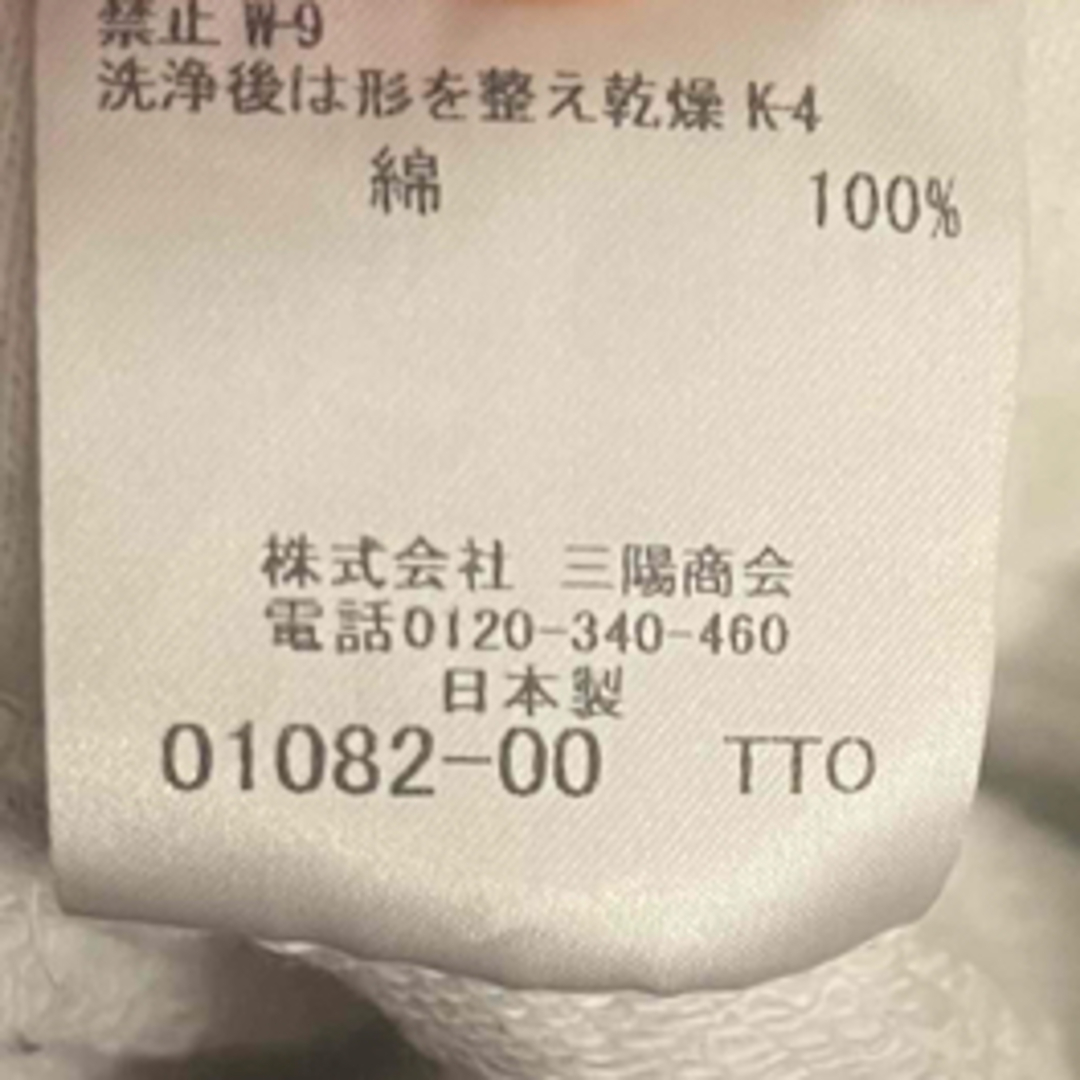 禁止 W-9
洗浄後は形を整え乾燥 K-4
綿 100%
株式会社 三陽商会
電話0120-340-460
日本製
01082-00 TTO